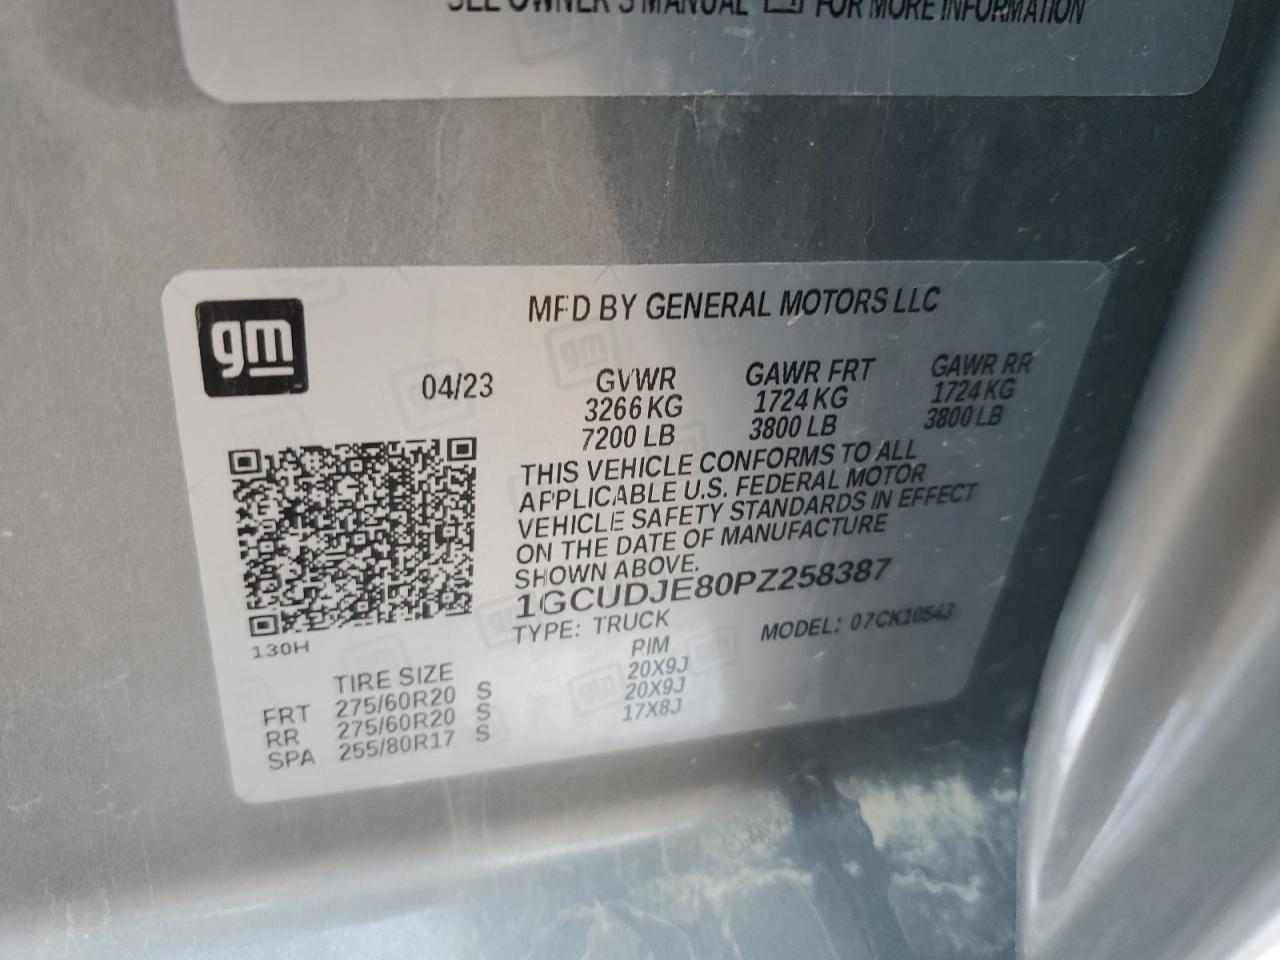 SEE OWNER'S MANUAL FOR MORE INFORMATION
gm
MFD BY GENERAL MOTORS LLC
04/23
GVWR GAWR FRT GAWR RR
3266 KG 1724 KG 1724 KG
7200 LB 3800 LB 3800 LB
THIS VEHICLE CONFORMS TO ALL
APPLICABLE U.S. FEDERAL MOTOR
VEHICLE SAFETY STANDARDS IN EFFECT
ON THE DATE OF MANUFACTURE
SHOWN ABOVE.
1GCUDJE80PZ258387
TYPE: TRUCK MODEL: 07CK10543
130H
TIRE SIZE PIM
FRT 275/60R20 S 20X9J
RR 275/60R20 S 20X9J
SPA 255/80R17 S 17X8J